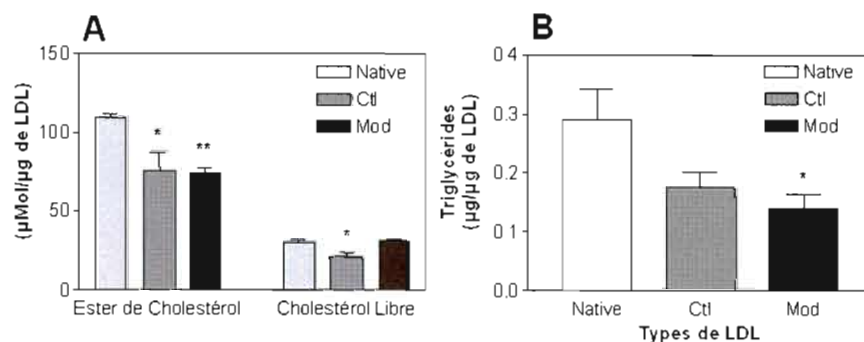 A
(µMol/µg de LDL)
150
100
50
0
Native
Ctl
Mod
*
**
*
Ester de Cholestérol
Cholestérol Libre
B
Triglycerides
(µg/µg de LDL)
0 4
0.3
0.2
0 1
0
Native
Ctl
Mod
*
Native
Ctl
Mod
Types de LDL